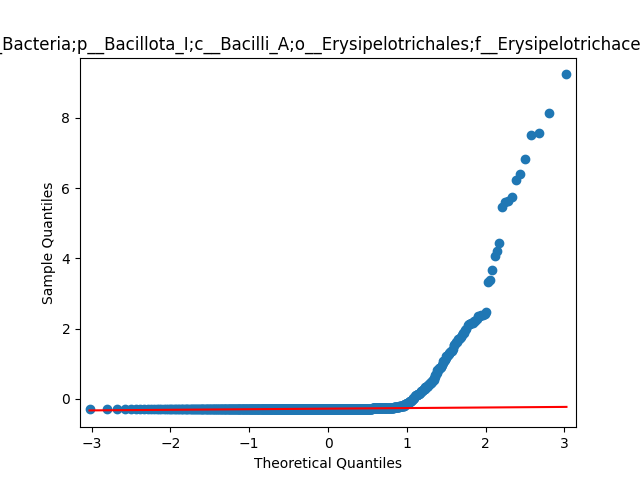 _Bacteria;p__Bacillota_I;c__Bacilli_A;o__Erysipelotrichales;f__Erysipelotrichace
8
6
4
2
0
Sample Quantiles
−3 −2 −1 0 1 2 3
Theoretical Quantiles